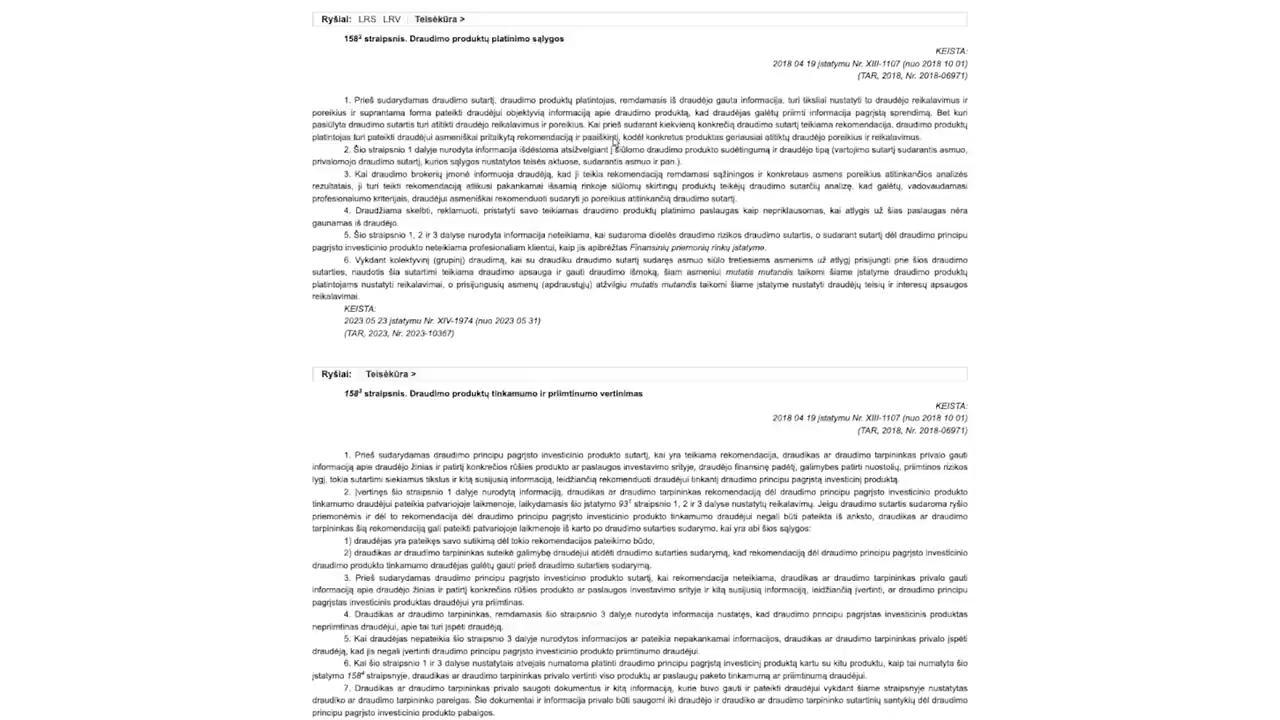 Ryšiai: LRS LRV Teisėkūra >
158² straipsnis. Draudimo produktų platinimo sąlygos
KEISTA:
2018 04 19 įstatymu Nr. XIII-1107 (nuo 2018 10 01)
(TAR, 2018, Nr. 2018-06971)
1. Prieš sudarydamas draudimo sutartį, draudimo produktų platintojas, remdamasis iš draudėjo gauta informacija, turi tiksliai nustatyti to draudėjo reikalavimus ir
poreikius ir suprantama forma pateikti draudėjui objektyvią informaciją apie draudimo produktą, kad draudėjas galėtų priimti informacija pagrįstą sprendimą. Bet kuri
pasiūlyta draudimo sutartis turi atitikti draudėjo reikalavimus ir poreikius. Kai prieš sudarant kiekvieną konkrečią draudimo sutartį teikiama rekomendacija, draudimo produktų
platintojas turi pateikti draudėjui asmeniškai pritaikytą rekomendaciją ir paaiškinti, kodėl konkretus produktas geriausiai atitiktų draudėjo poreikius ir reikalavimus.
2. Šio straipsnio 1 dalyje nurodyta informacija išdėstoma atsižvelgiant į siūlomo draudimo produkto sudėtingumą ir draudėjo tipą (vartojimo sutartį sudarantis asmuo,
privalomojo draudimo sutartį, kurios sąlygos nustatytos teisės aktuose, sudarantis asmuo ir pan.).
3. Kai draudimo brokerių įmonė informuoja draudėją, kad ji teikia rekomendaciją remdamasi sąžiningos ir konkretaus asmens poreikius atitinkančios analizės
rezultatais, ji turi teikti rekomendaciją atlikusi pakankamai išsamią rinkoje siūlomų skirtingų produktų teikėjų draudimo sutarčių analizę, kad galėtų, vadovaudamasi
profesionalumo kriterijais, draudėjui asmeniškai rekomenduoti sudaryti jo poreikius atitinkančią draudimo sutartį.
4. Draudžiama skelbti, reklamuoti, pristatyti savo teikiamas draudimo produktų platinimo paslaugas kaip nepriklausomas, kai atlygis už šias paslaugas nėra
gaunamas iš draudėjo.
5. Šio straipsnio 1, 2 ir 3 dalyse nurodyta informacija neteikiama, kai sudaroma didelės draudimo rizikos draudimo sutartis, o sudarant sutartį dėl draudimo principu
pagrįsto investicinio produkto neteikiama profesionaliam klientui, kaip jis apibrėžtas Finansinių priemonių rinkų įstatyme.
6. Vykdant kolektyvinį (grupinį) draudimą, kai su draudiku draudimo sutartį sudaręs asmuo siūlo tretiesiems asmenims už atlygį prisijungti prie šios draudimo
sutarties, naudotis šia sutartimi teikiama draudimo apsauga ir gauti draudimo išmoką, šiam asmeniui mutatis mutandis taikomi šiame įstatyme draudimo produktų
platintojams nustatyti reikalavimai, o prisijungusių asmenų (apdraustųjų) atžvilgiu mutatis mutandis taikomi šiame įstatyme nustatyti draudėjų teisių ir interesų apsaugos
reikalavimai.
KEISTA:
2023 05 23 įstatymu Nr. XIV-1974 (nuo 2023 05 31)
(TAR, 2023, Nr. 2023-10367)
Ryšiai: Teisėkūra >
158³ straipsnis. Draudimo produktų tinkamumo ir priimtinumo vertinimas
KEISTA:
2018 04 19 įstatymu Nr. XIII-1107 (nuo 2018 10 01)
(TAR, 2018, Nr. 2018-06971)
1. Prieš sudarydamas draudimo principu pagrįsto investicinio produkto sutartį, kai yra teikiama rekomendacija, draudikas ar draudimo tarpininkas privalo gauti
informaciją apie draudėjo žinias ir patirtį konkrečios rūšies produkto ar paslaugos investavimo srityje, draudėjo finansinę padėtį, galimybes patirti nuostolių, priimtinos rizikos
lygį, tokia sutartimi siekiamus tikslus ir kitą susijusią informaciją, leidžiančią rekomenduoti draudėjui tinkantį draudimo principu pagrįstą investicinį produktą.
2. Įvertinęs šio straipsnio 1 dalyje nurodytą informaciją, draudikas ar draudimo tarpininkas rekomendaciją dėl draudimo principu pagrįsto investicinio produkto
tinkamumo draudėjui pateikia patvariojoje laikmenoje, laikydamasis šio įstatymo 93¹ straipsnio 1, 2 ir 3 dalyse nustatytų reikalavimų. Jeigu draudimo sutartis sudaroma ryšio
priemonėmis ir dėl to rekomendacija dėl draudimo principu pagrįsto investicinio produkto tinkamumo draudėjui negali būti pateikta iš anksto, draudikas ar draudimo
tarpininkas šią rekomendaciją gali pateikti patvariojoje laikmenoje iš karto po draudimo sutarties sudarymo, kai yra abi šios sąlygos:
1) draudėjas yra pateikęs savo sutikimą dėl tokio rekomendacijos pateikimo būdo;
2) draudikas ar draudimo tarpininkas suteikė galimybę draudėjui atidėti draudimo sutarties sudarymą, kad rekomendaciją dėl draudimo principu pagrįsto investicinio
draudimo produkto tinkamumo draudėjas galėtų gauti prieš draudimo sutarties sudarymą.
3. Prieš sudarydamas draudimo principu pagrįsto investicinio produkto sutartį, kai rekomendacija neteikiama, draudikas ar draudimo tarpininkas privalo gauti
informaciją apie draudėjo žinias ir patirtį konkrečios rūšies produkto ar paslaugos investavimo srityje ir kitą susijusią informaciją, leidžiančią įvertinti, ar draudimo principu
pagrįstas investicinis produktas draudėjui yra priimtinas.
4. Draudikas ar draudimo tarpininkas, remdamasis šio straipsnio 3 dalyje nurodyta informacija nustatęs, kad draudimo principu pagrįstas investicinis produktas
nepriimtinas draudėjui, apie tai turi įspėti draudėją.
5. Kai draudėjas nepateikia šio straipsnio 3 dalyje nurodytos informacijos ar pateikia nepakankamai informacijos, draudikas ar draudimo tarpininkas privalo įspėti
draudėją, kad jis negali įvertinti draudimo principu pagrįsto investicinio produkto priimtinumo draudėjui.
6. Kai šio straipsnio 1 ir 3 dalyse nustatytais atvejais numatoma platinti draudimo principu pagrįstą investicinį produktą kartu su kitu produktu, kaip tai numatyta šio
įstatymo 158⁴ straipsnyje, draudikas ar draudimo tarpininkas privalo vertinti viso produktų ar paslaugų paketo tinkamumą ar priimtinumą draudėjui.
7. Draudikas ar draudimo tarpininkas privalo saugoti dokumentus ir kitą informaciją, kurie buvo gauti ir pateikti draudėjui vykdant šiame straipsnyje nustatytas
draudiko ar draudimo tarpininko pareigas. Šie dokumentai ir informacija privalo būti saugomi iki draudėjo ir draudiko ar draudimo tarpininko sutartinių santykių dėl draudimo
principu pagrįsto investicinio produkto pabaigos.